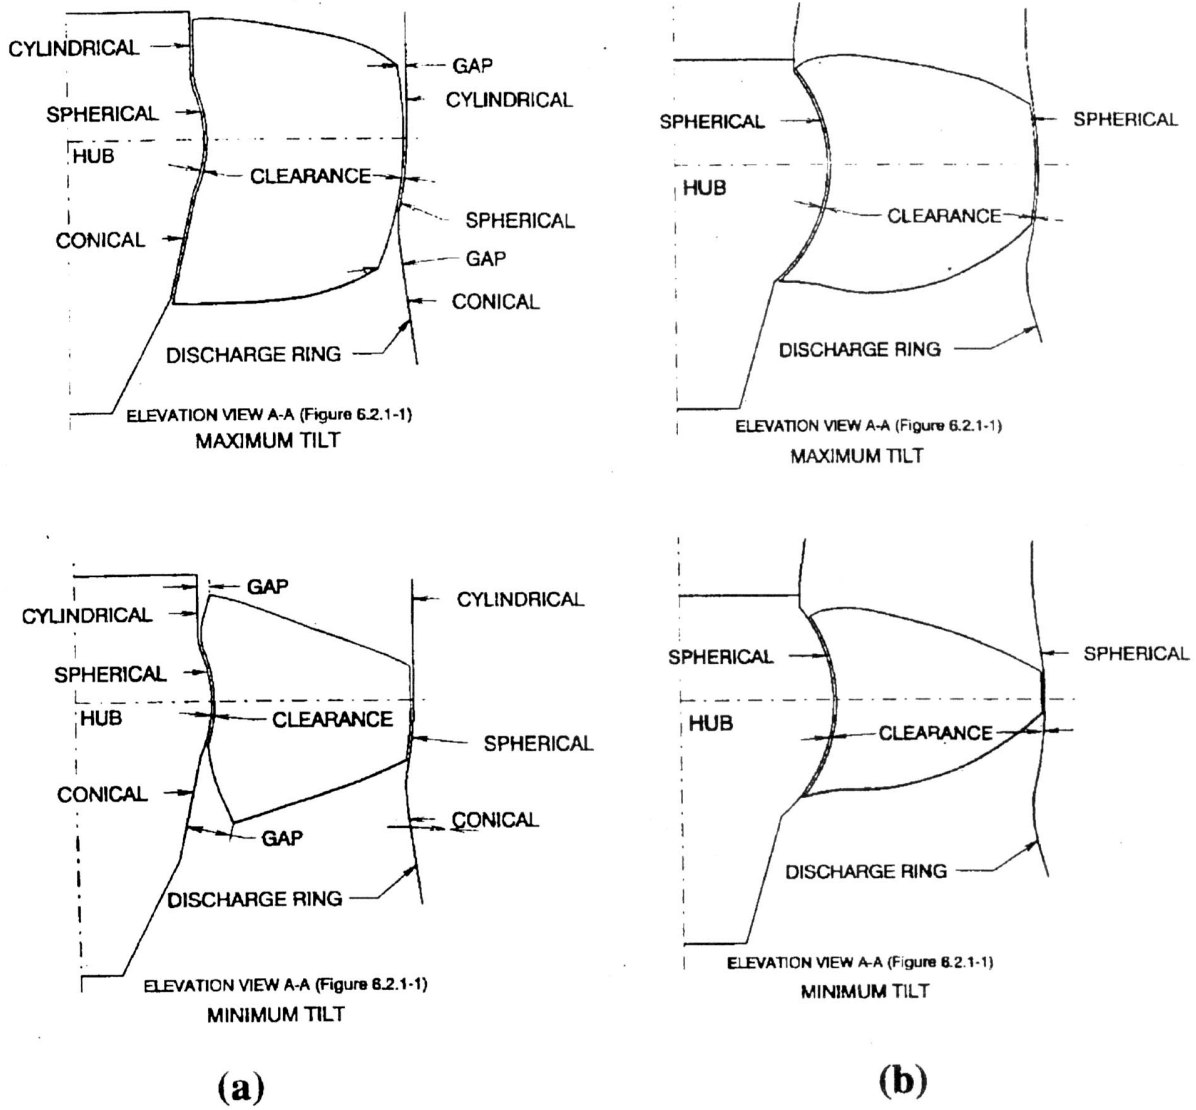 CYLINDRICAL
GAP
CYLINDRICAL
SPHERICAL
HUB
CLEARANCE
SPHERICAL
CONICAL
GAP
CONICAL
DISCHARGE RING
ELEVATION VIEW A-A (Figure 6.2.1-1)
MAXIMUM TILT
SPHERICAL
SPHERICAL
HUB
CLEARANCE
DISCHARGE RING
ELEVATION VIEW A-A (Figure 6.2.1-1)
MAXIMUM TILT
GAP
CYLINDRICAL
CYLINDRICAL
SPHERICAL
HUB
CLEARANCE
SPHERICAL
CONICAL
CONICAL
GAP
DISCHARGE RING
ELEVATION VIEW A-A (Figure 6.2.1-1)
MINIMUM TILT
(a)
SPHERICAL
SPHERICAL
HUB
CLEARANCE
DISCHARGE RING
ELEVATION VIEW A-A (Figure 6.2.1-1)
MINIMUM TILT
(b)